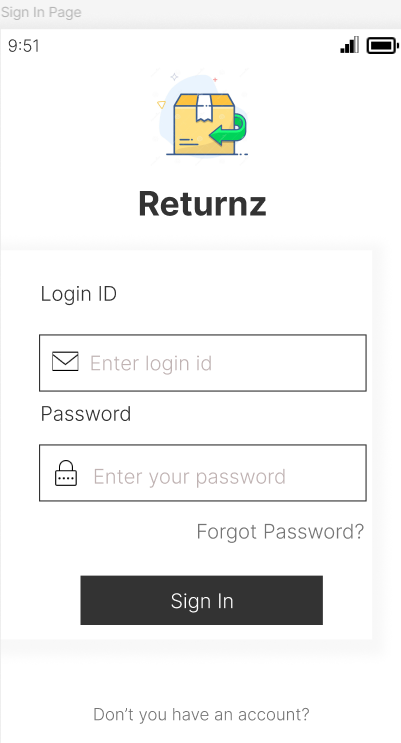 Sign In Page
9:51
Returnz
Login ID
Enter login id
Password
Enter your password
Forgot Password?
Sign In
Don’t you have an account?